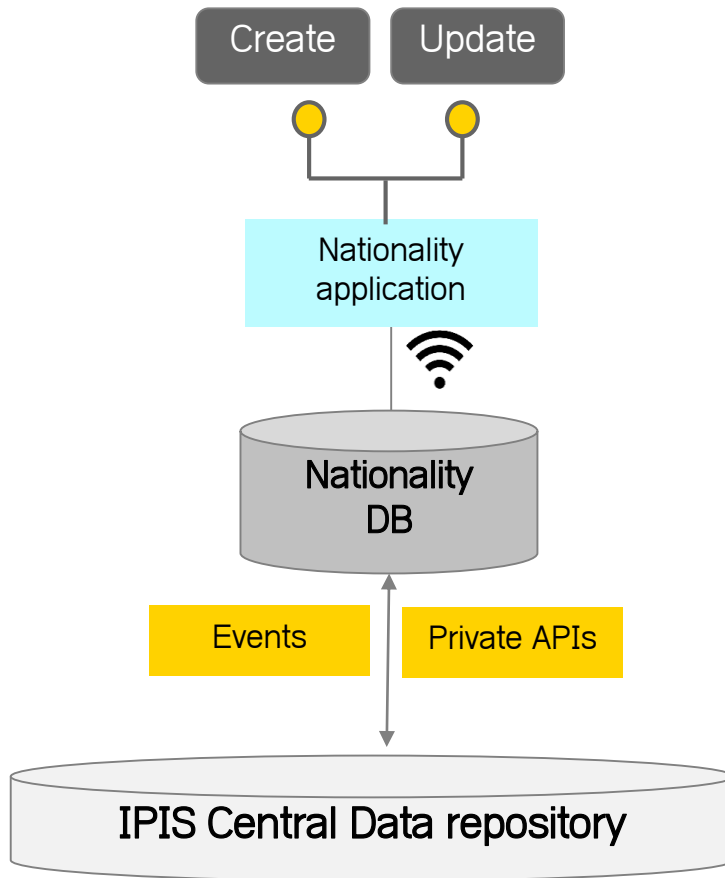 Create
Update
Nationality
application
Nationality
DB
Events
Private APIs
IPIS Central Data repository